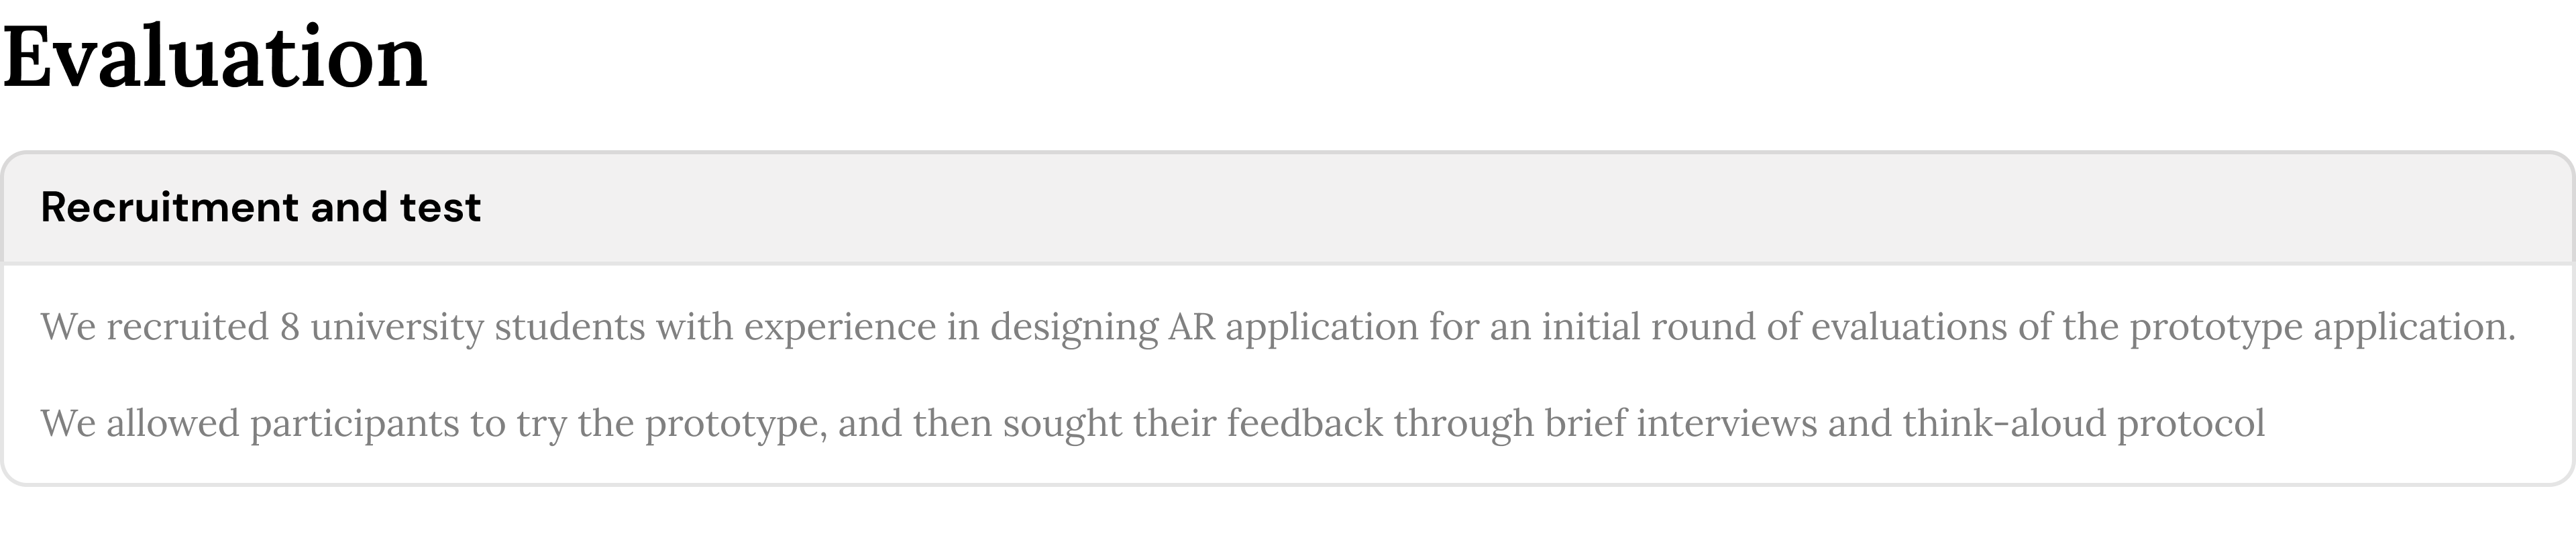 Evaluation
Recruitment and test
We recruited 8 university students with experience in designing AR application for an initial round of evaluations of the prototype application.
We allowed participants to try the prototype, and then sought their feedback through brief interviews and think-aloud protocol